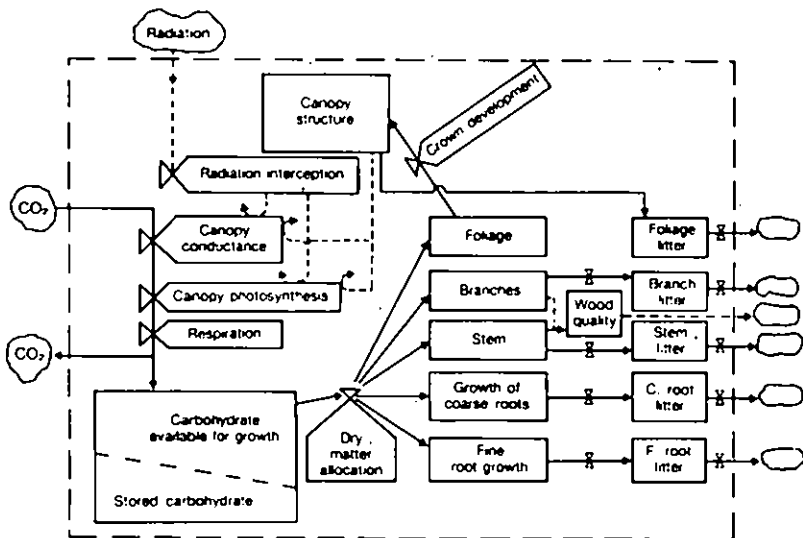 Radiation
Canopy
structure
Crown development
Radiation interception
CO₂
Canopy
conductance
Foliage
Foliage
litter
Canopy photosynthesis
Branches
Wood
quality
Branch
litter
Respiration
Stem
Stem
litter
CO₂
Carbohydrate
available for growth
Stored carbohydrate
Dry
matter
allocation
Growth of
coarse roots
C. root
litter
Fine
root growth
F. root
litter